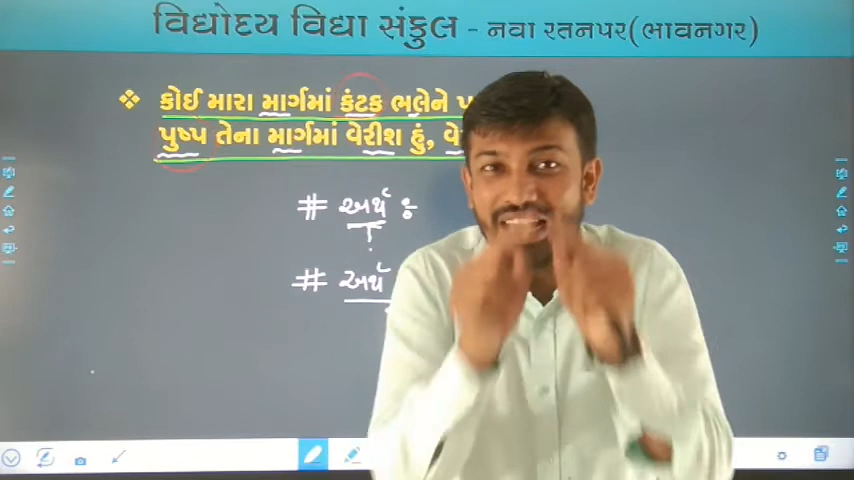 વિદ્યોદય વિદ્યા સંકુલ - નવા રતનપર(ભાવનગર)
❖ કોઈ મારા માર્ગમાં કંટક ભલેને
પુષ્પ તેના માર્ગમાં વેરીશ હું,
# અર્થ :
# અર્થ